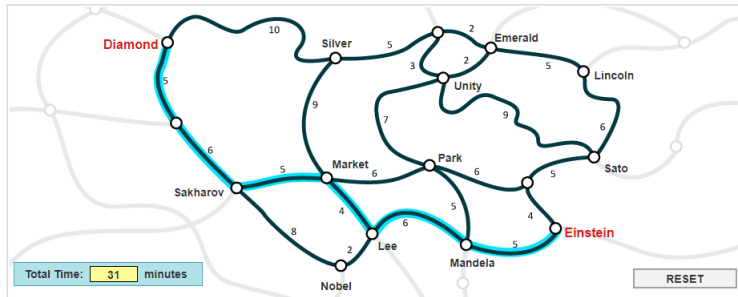 10
2
Emerald
Diamond
Silver
5
3
2
5
Lincoln
5
Unity
9
7
9
6
6
5
Market
Park
6
5
Sato
Sakharov
6
4
6
5
4
8
2
Lee
5
Einstein
Mandela
Nobel
Total Time: 31 minutes
RESET